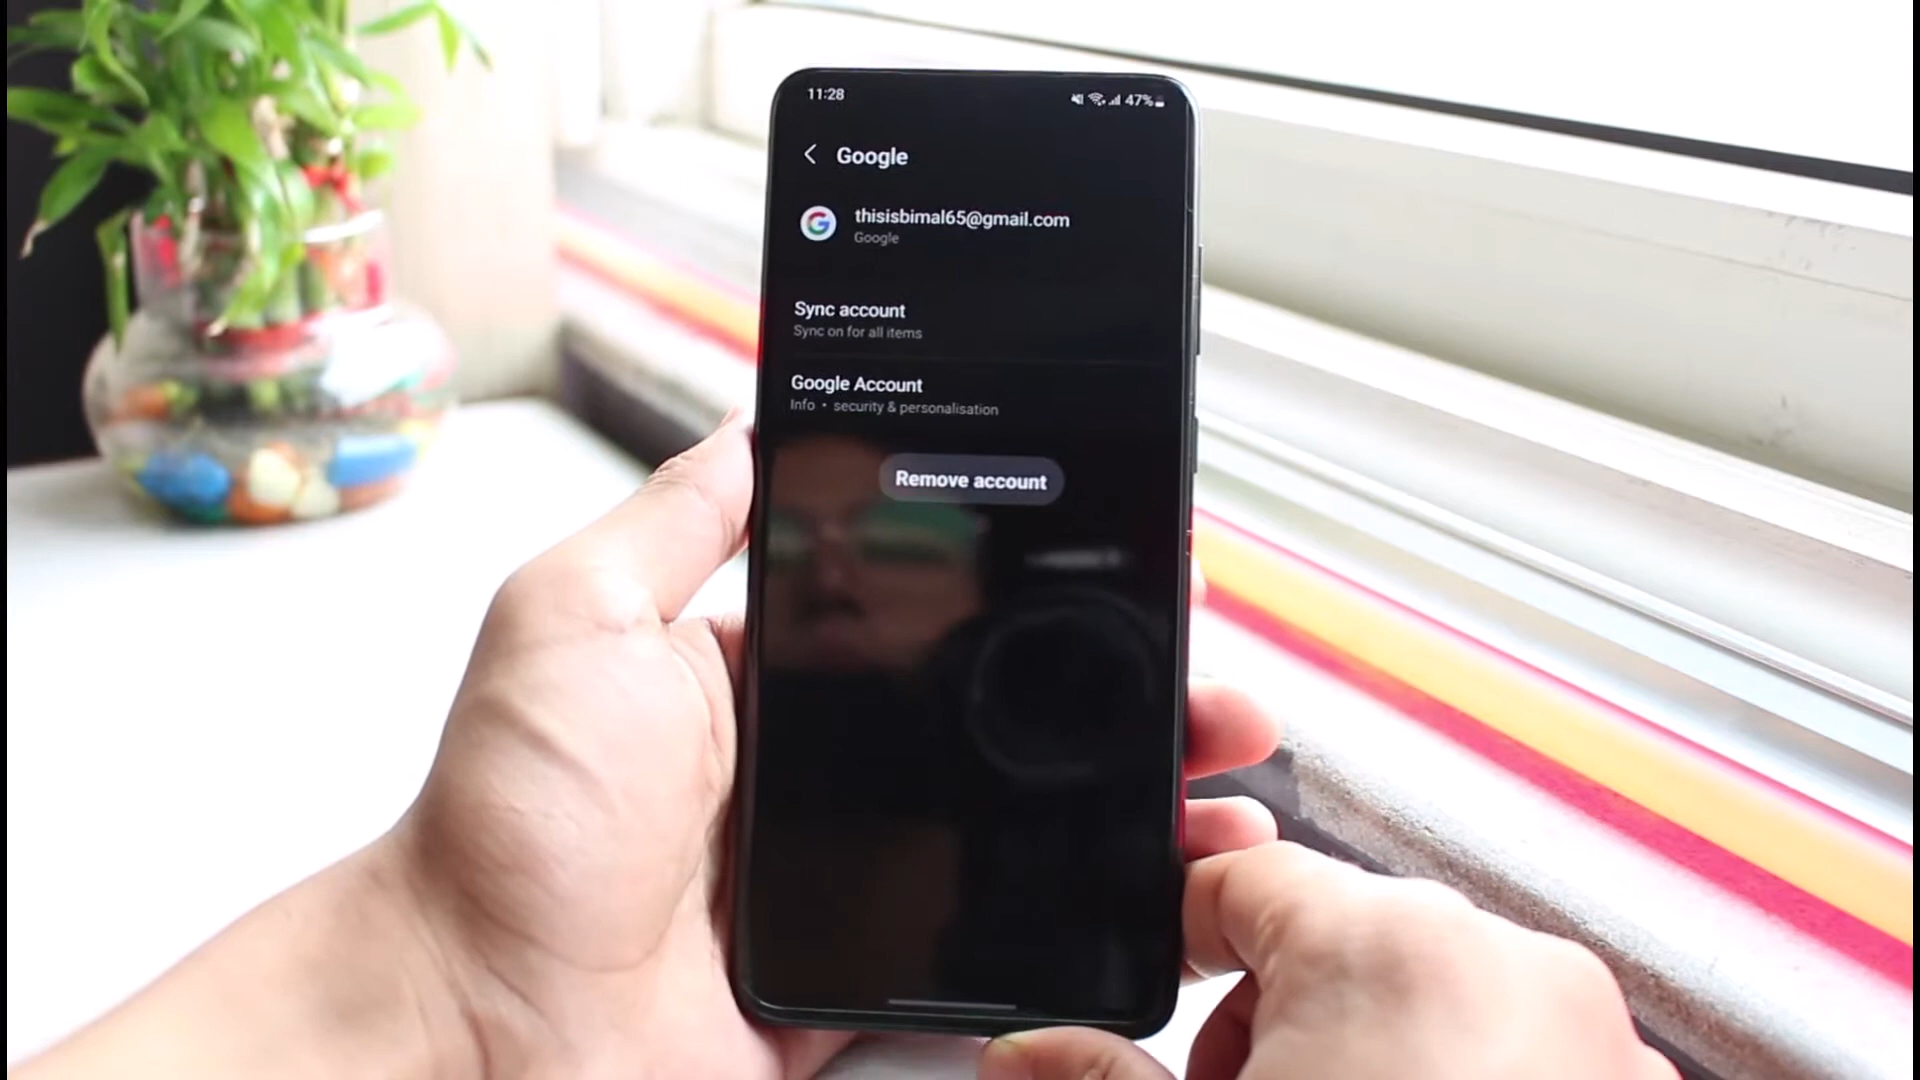 11:28
47%
Google
thisisbimal65@gmail.com
Google
Sync account
Sync on for all items
Google Account
Info • security & personalisation
Remove account